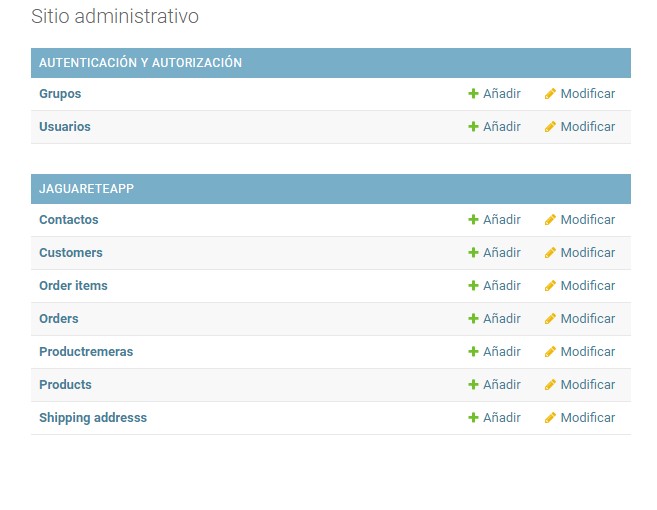 Sitio administrativo
AUTENTICACIÓN Y AUTORIZACIÓN
Grupos Añadir Modificar
Usuarios Añadir Modificar
JAGUARETEAPP
Contactos Añadir Modificar
Customers Añadir Modificar
Order items Añadir Modificar
Orders Añadir Modificar
Productremeras Añadir Modificar
Products Añadir Modificar
Shipping addresss Añadir Modificar